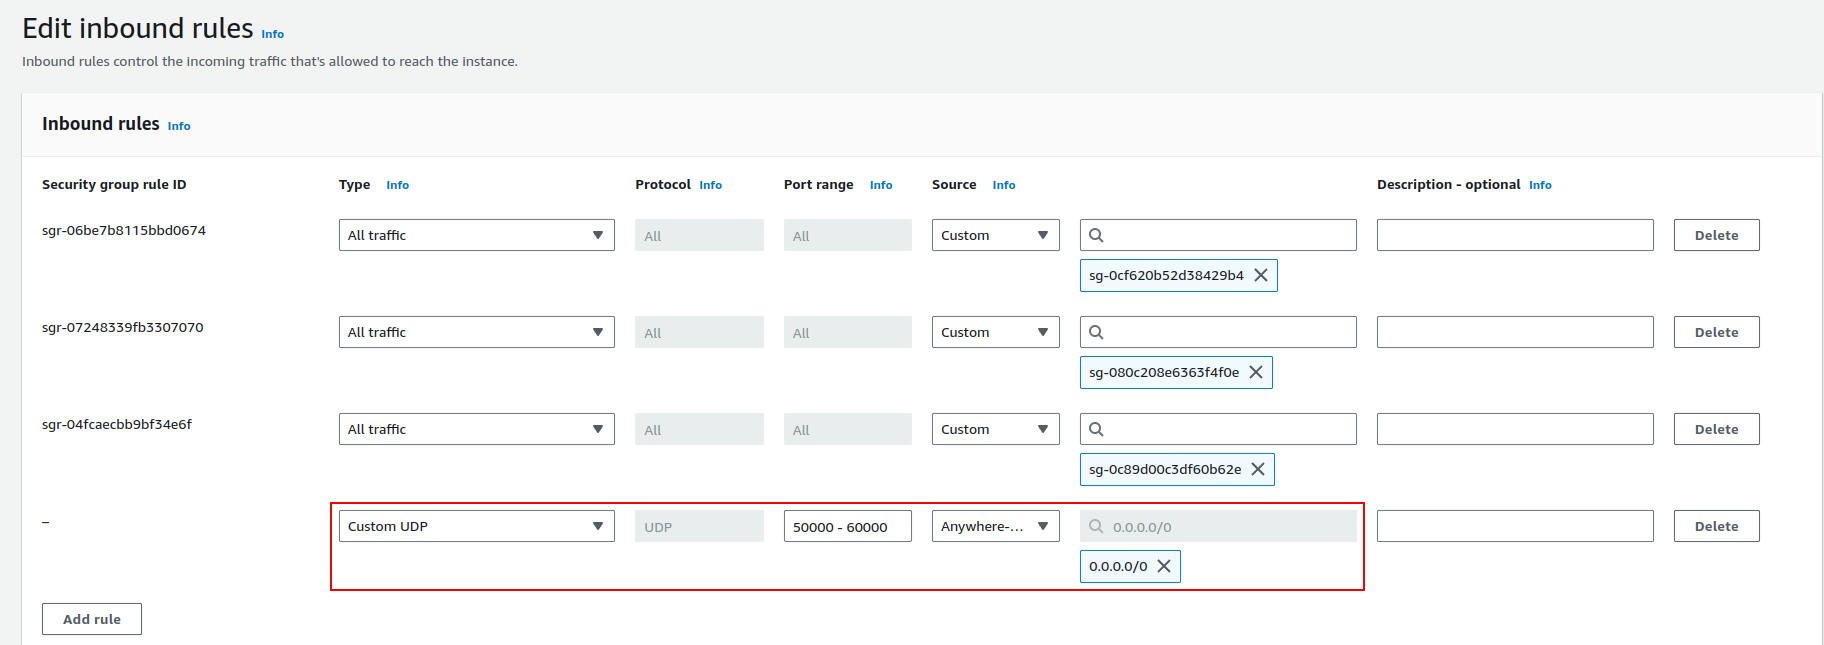 Edit inbound rules Info
Inbound rules control the incoming traffic that's allowed to reach the instance.
Inbound rules Info
Security group rule ID Type Info Protocol Info Port range Info Source Info Description - optional Info
sgr-06be7b8115bbd0674 All traffic All All Custom Delete
sg-0cf620b52d38429b4
sgr-07248339fb3307070 All traffic All All Custom Delete
sg-080c208e6363f4f0e
sgr-04fcaecbb9bf34e6f All traffic All All Custom Delete
sg-0c89d00c3df60b62e
– Custom UDP UDP 50000 - 60000 Anywhere-... 0.0.0.0/0 Delete
0.0.0.0/0
Add rule